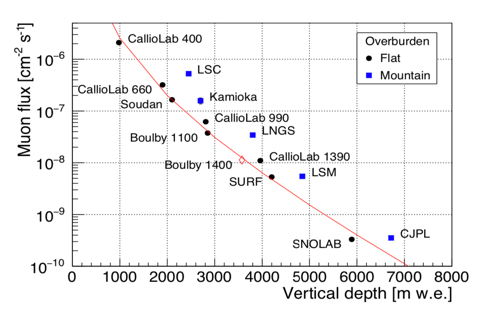 Muon flux [cm⁻² s⁻¹]
10⁻⁶
10⁻⁷
10⁻⁸
10⁻⁹
10⁻¹⁰
Overburden
Flat
Mountain
CallioLab 400
LSC
CallioLab 660
Kamioka
Soudan
CallioLab 990
LNGS
Boulby 1100
CallioLab 1390
Boulby 1400
LSM
SURF
CJPL
SNOLAB
0 1000 2000 3000 4000 5000 6000 7000 8000
Vertical depth [m w.e.]